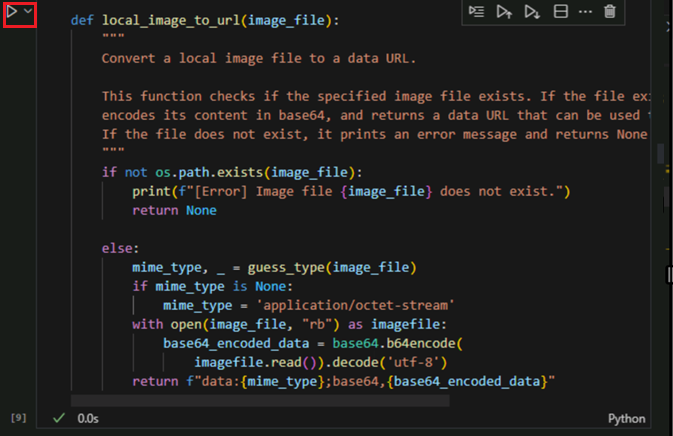 def local_image_to_url(image_file):
"""
Convert a local image file to a data URL.
This function checks if the specified image file exists. If the file
encodes its content in base64, and returns a data URL that can be used
If the file does not exist, it prints an error message and returns None
"""
if not os.path.exists(image_file):
print(f"[Error] Image file {image_file} does not exist.")
return None
else:
mime_type, _ = guess_type(image_file)
if mime_type is None:
mime_type = 'application/octet-stream'
with open(image_file, "rb") as imagefile:
base64_encoded_data = base64.b64encode(
imagefile.read()).decode('utf-8')
return f"data:{mime_type};base64,{base64_encoded_data}"
[9] 0.0s Python